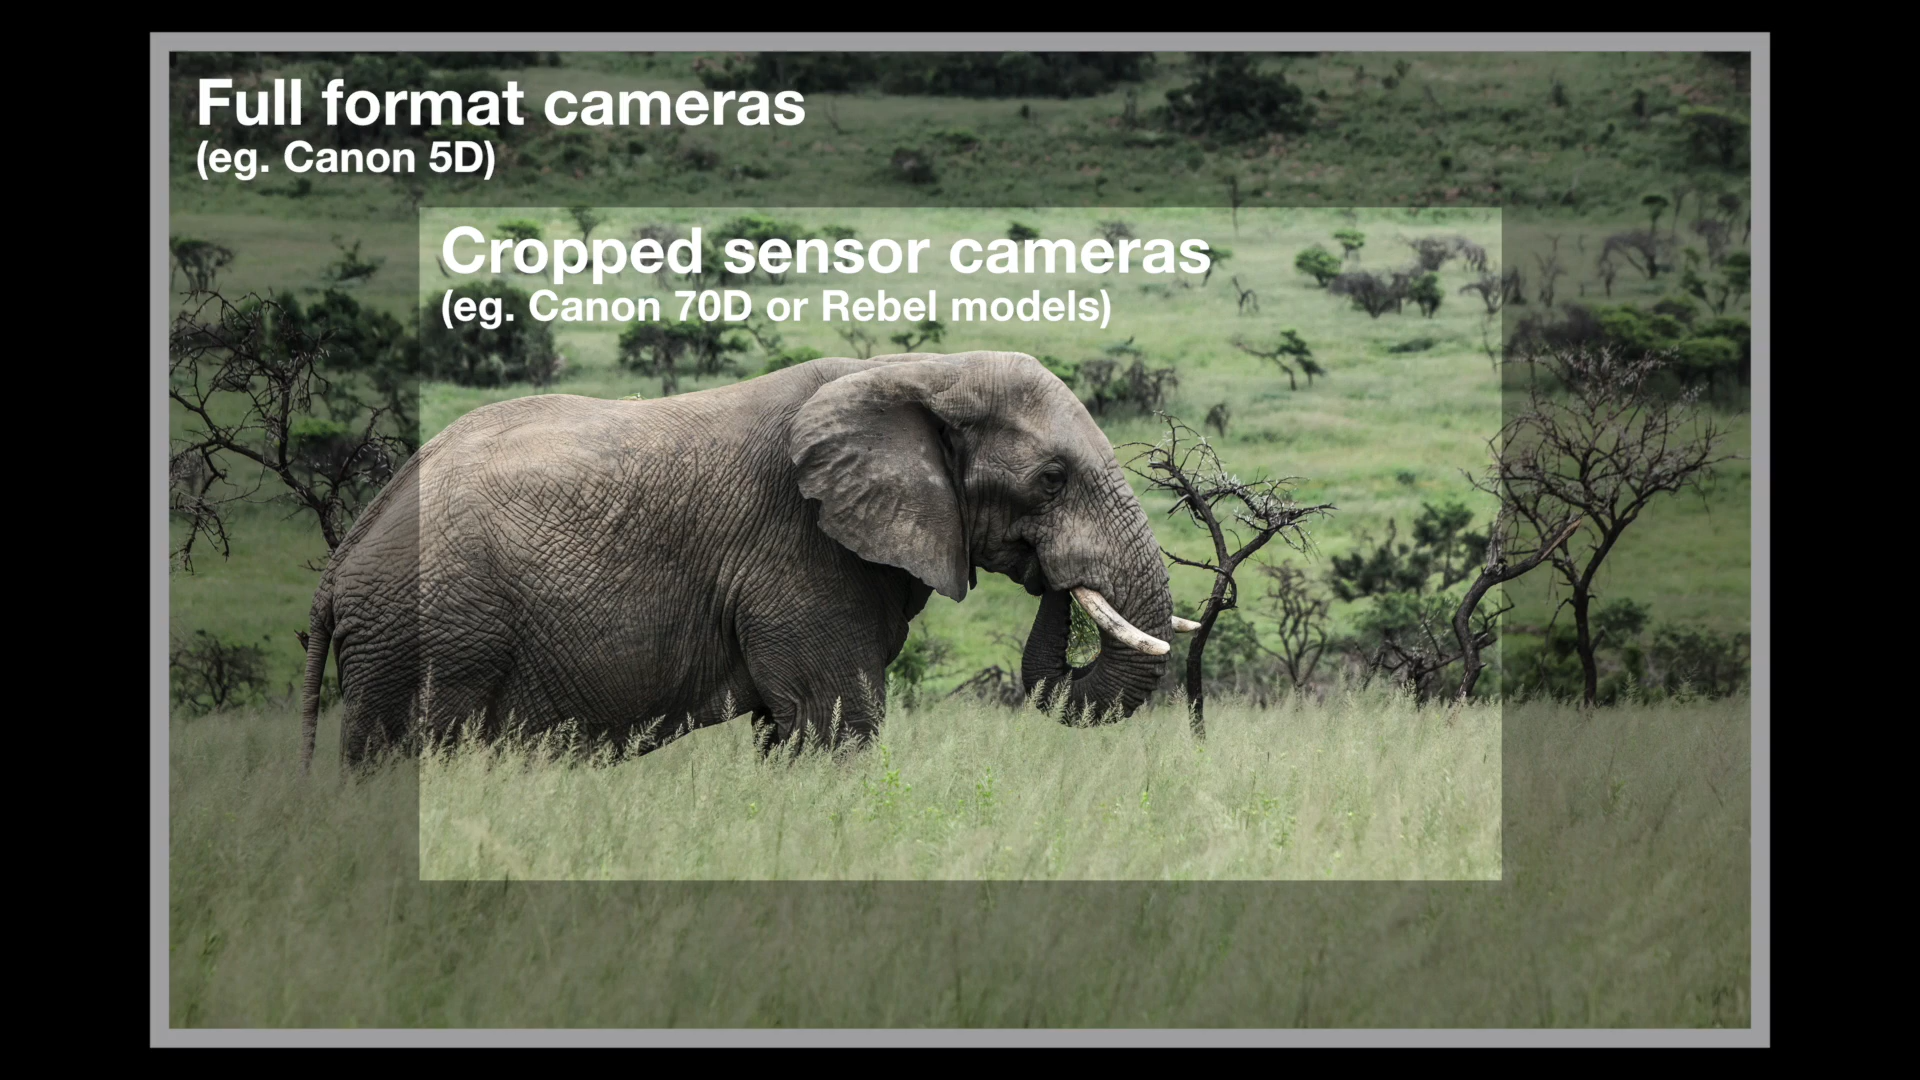 Full format cameras
(eg. Canon 5D)
Cropped sensor cameras
(eg. Canon 70D or Rebel models)